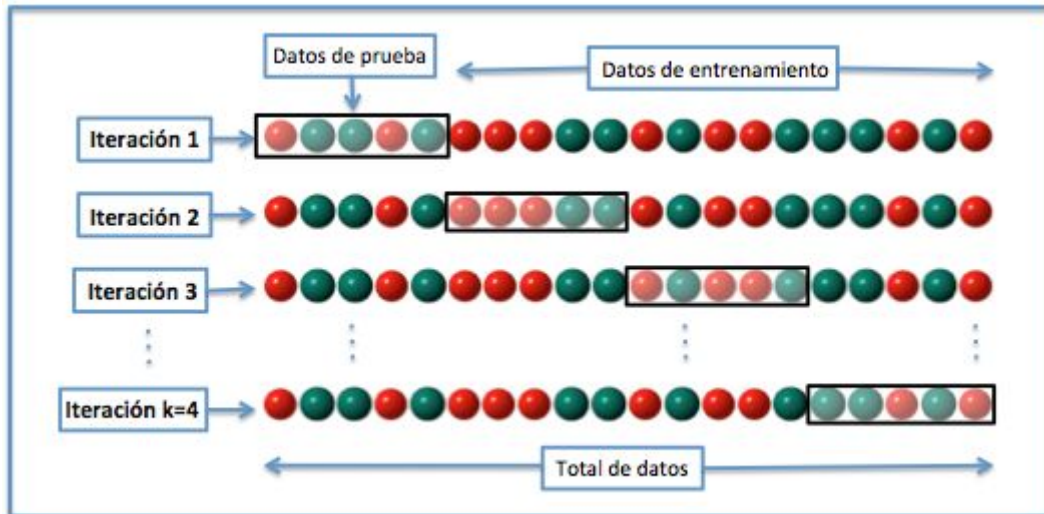 Datos de prueba
Datos de entrenamiento
Iteración 1
Iteración 2
Iteración 3
Iteración k=4
Total de datos